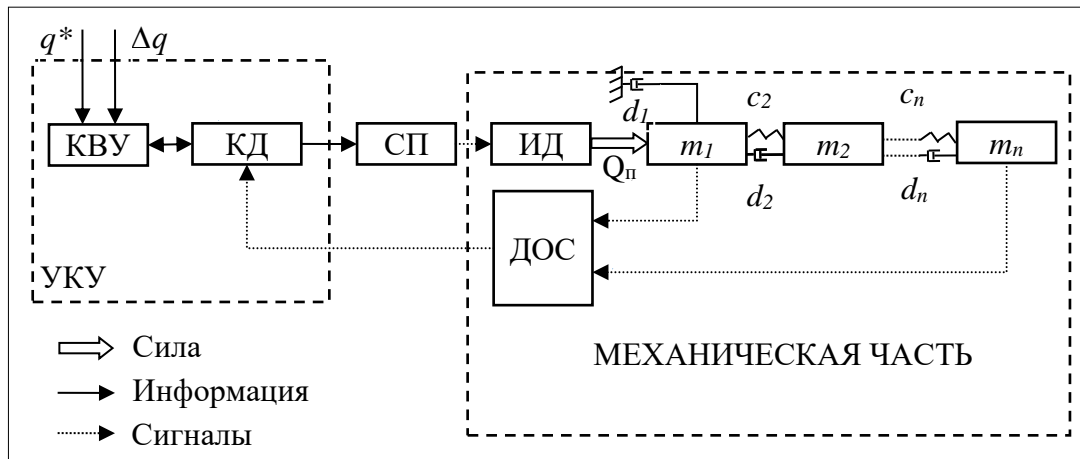 q* Δq
КВУ КД СП ИД Qп d1 m1 c2 m2 cn mn
d2 dn
ДОС
УКУ
Сила
Информация
Сигналы
МЕХАНИЧЕСКАЯ ЧАСТЬ